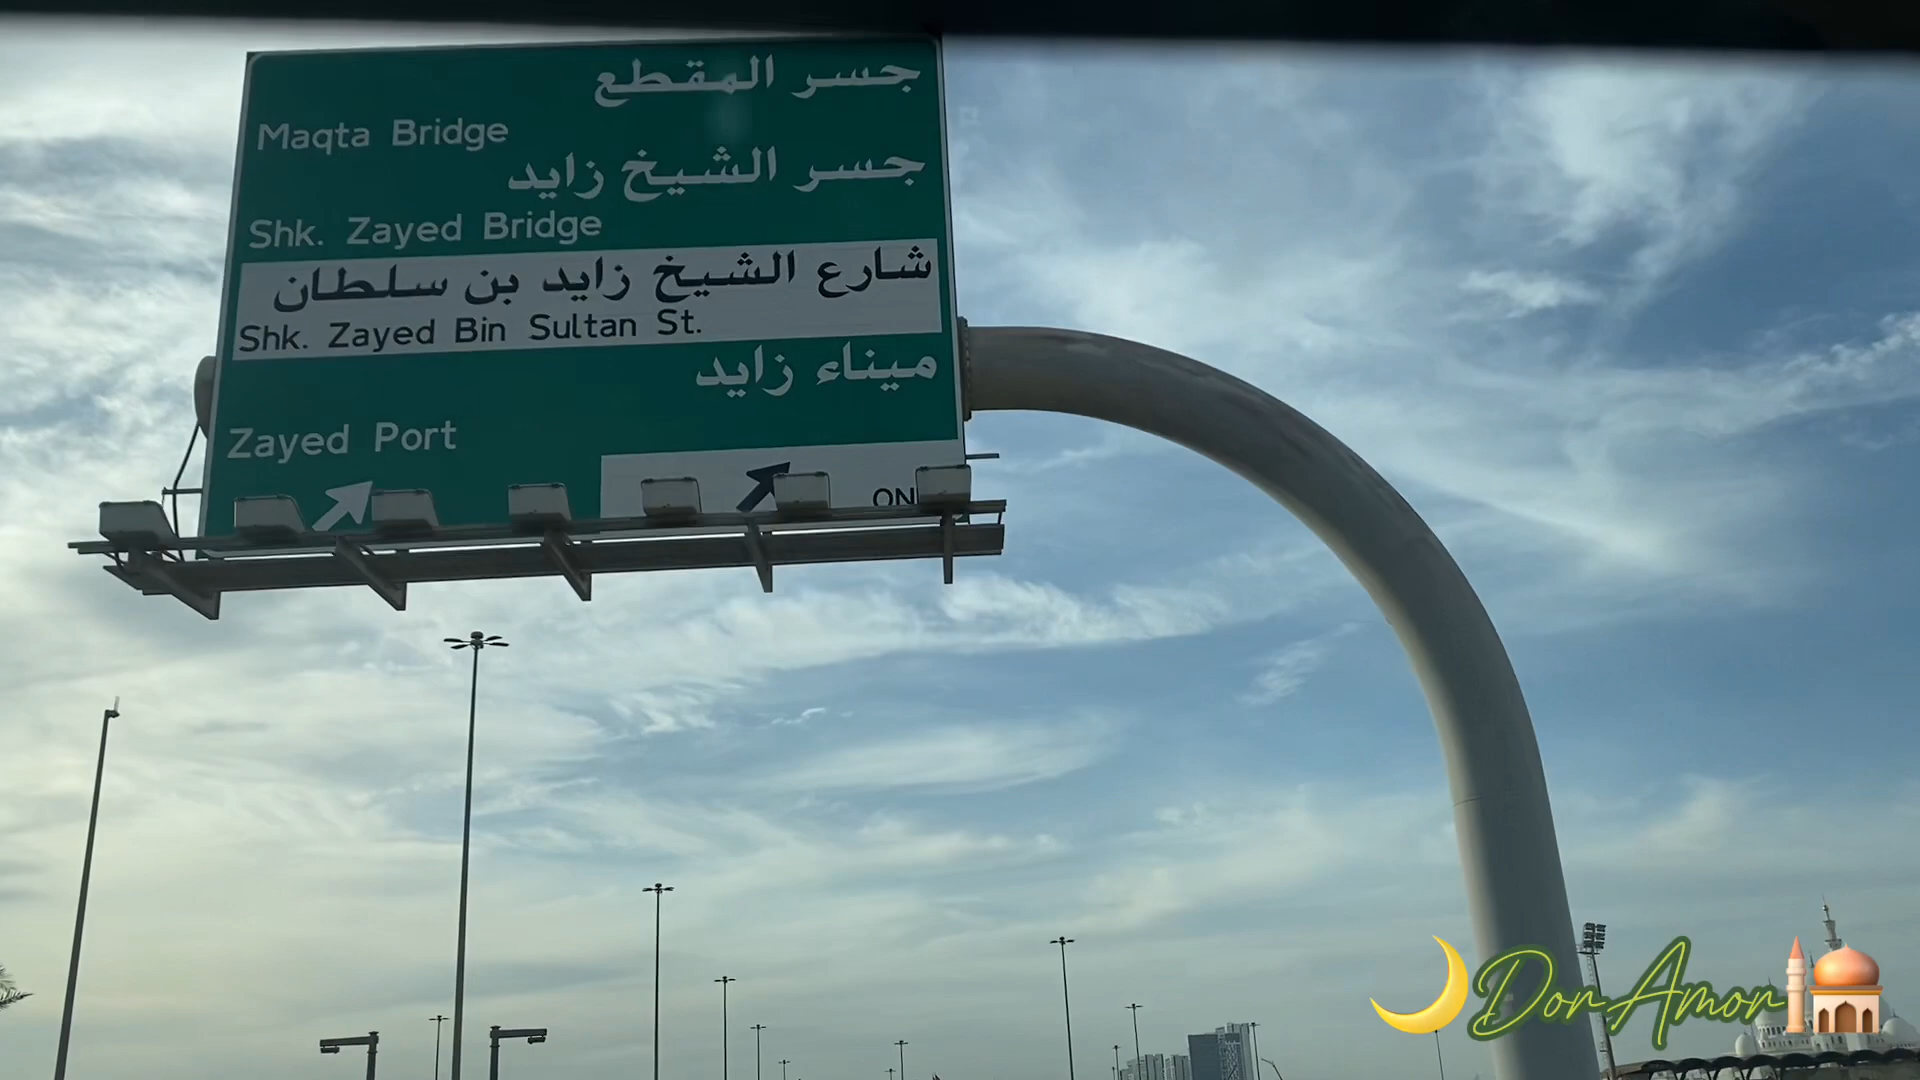 جسر المقطع
Maqta Bridge
جسر الشيخ زايد
Shk. Zayed Bridge
شارع الشيخ زايد بن سلطان
Shk. Zayed Bin Sultan St.
ميناء زايد
Zayed Port
DorAmor